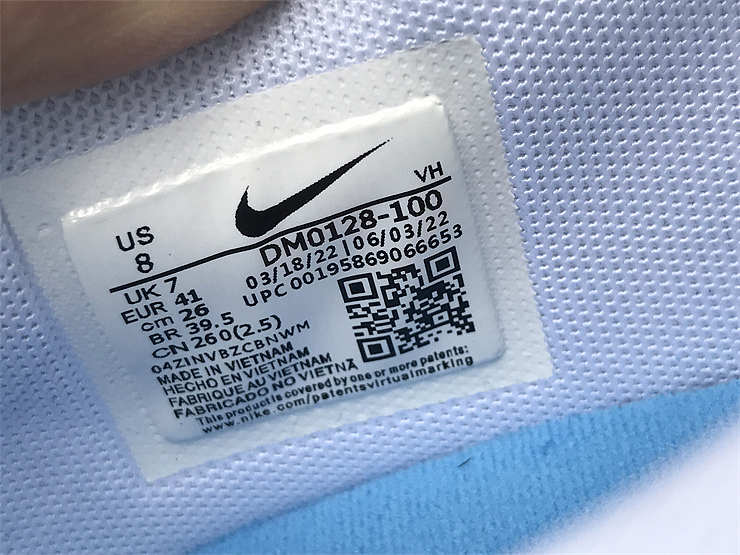 VH
US
8
DM0128-100
03/18/22 | 06/03/22
UPC 00195869066653
UK 7
EUR 41
cm 26
BR 39.5
CN 260(2.5)
04ZINVBZCBNWM
MADE IN VIETNAM
HECHO EN VIETNAM
FABRIQUE AU VIETNAM
FABRICADO NO VIETNÃ
This product is covered by one or more patents:
www.nike.com/patentsvirtualmarking